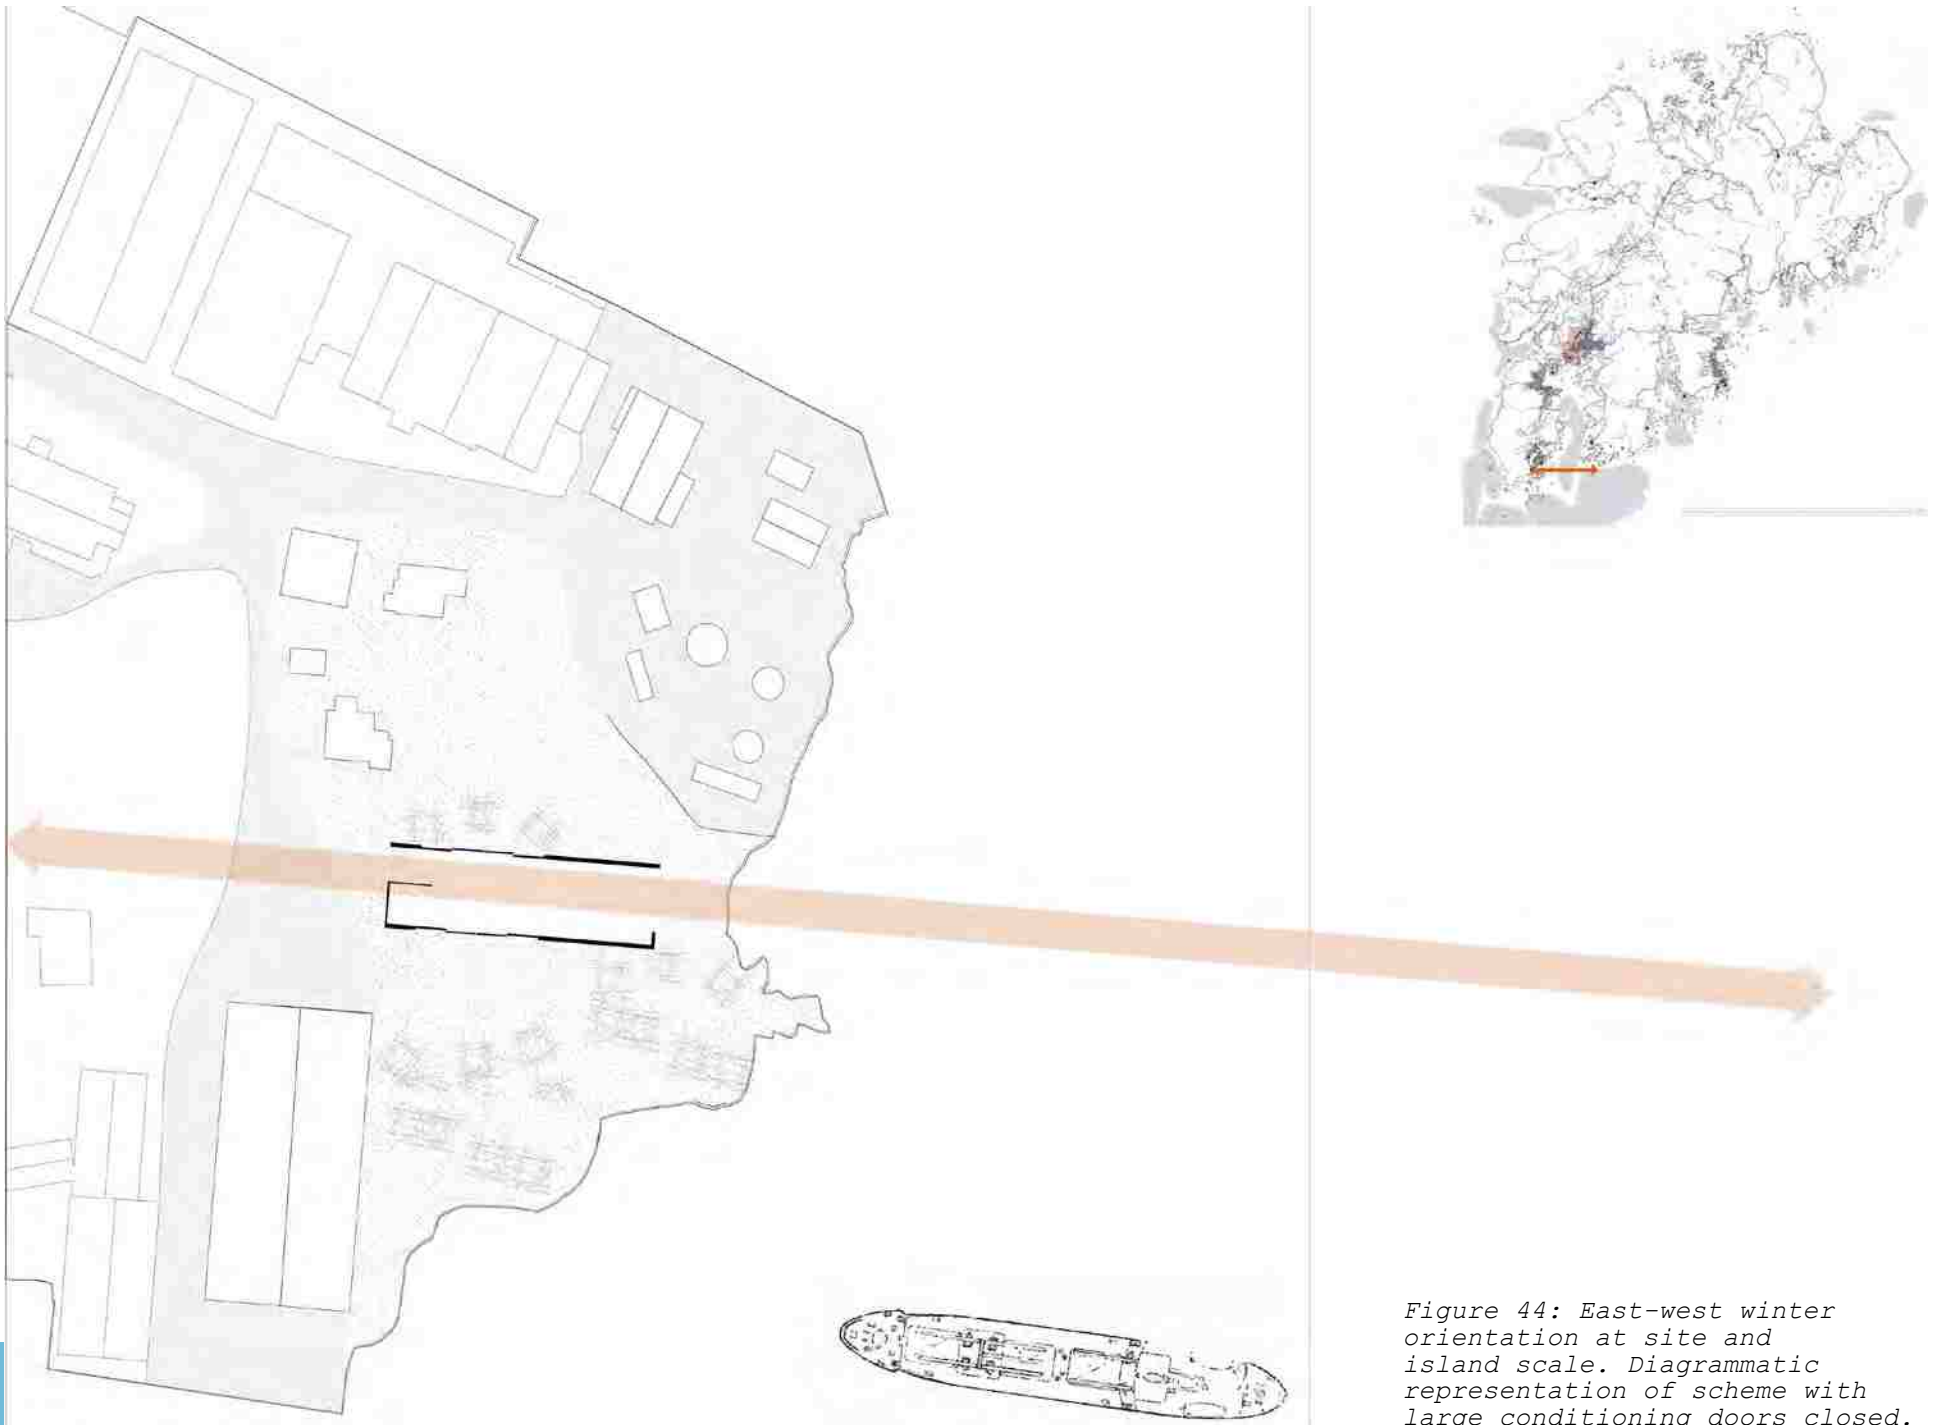 Figure 44: East-west winter
orientation at site and
island scale. Diagrammatic
representation of scheme with
large conditioning doors closed.